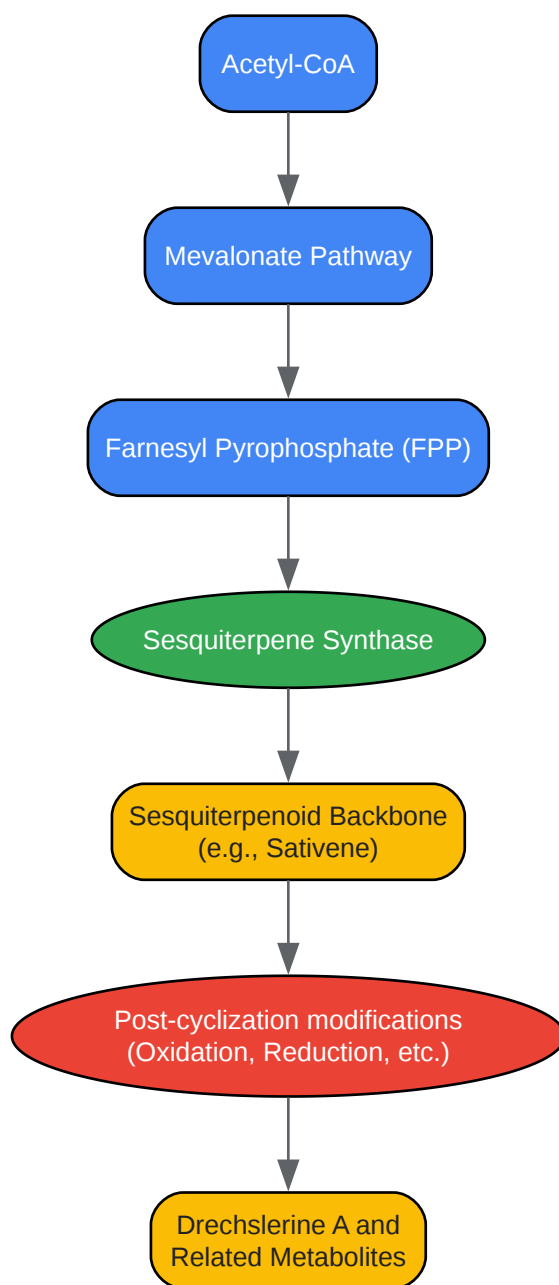 Acetyl-CoA
Mevalonate Pathway
Farnesyl Pyrophosphate (FPP)
Sesquiterpene Synthase
Sesquiterpenoid Backbone
(e.g., Sativene)
Post-cyclization modifications
(Oxidation, Reduction, etc.)
Drechslerine A and
Related Metabolites